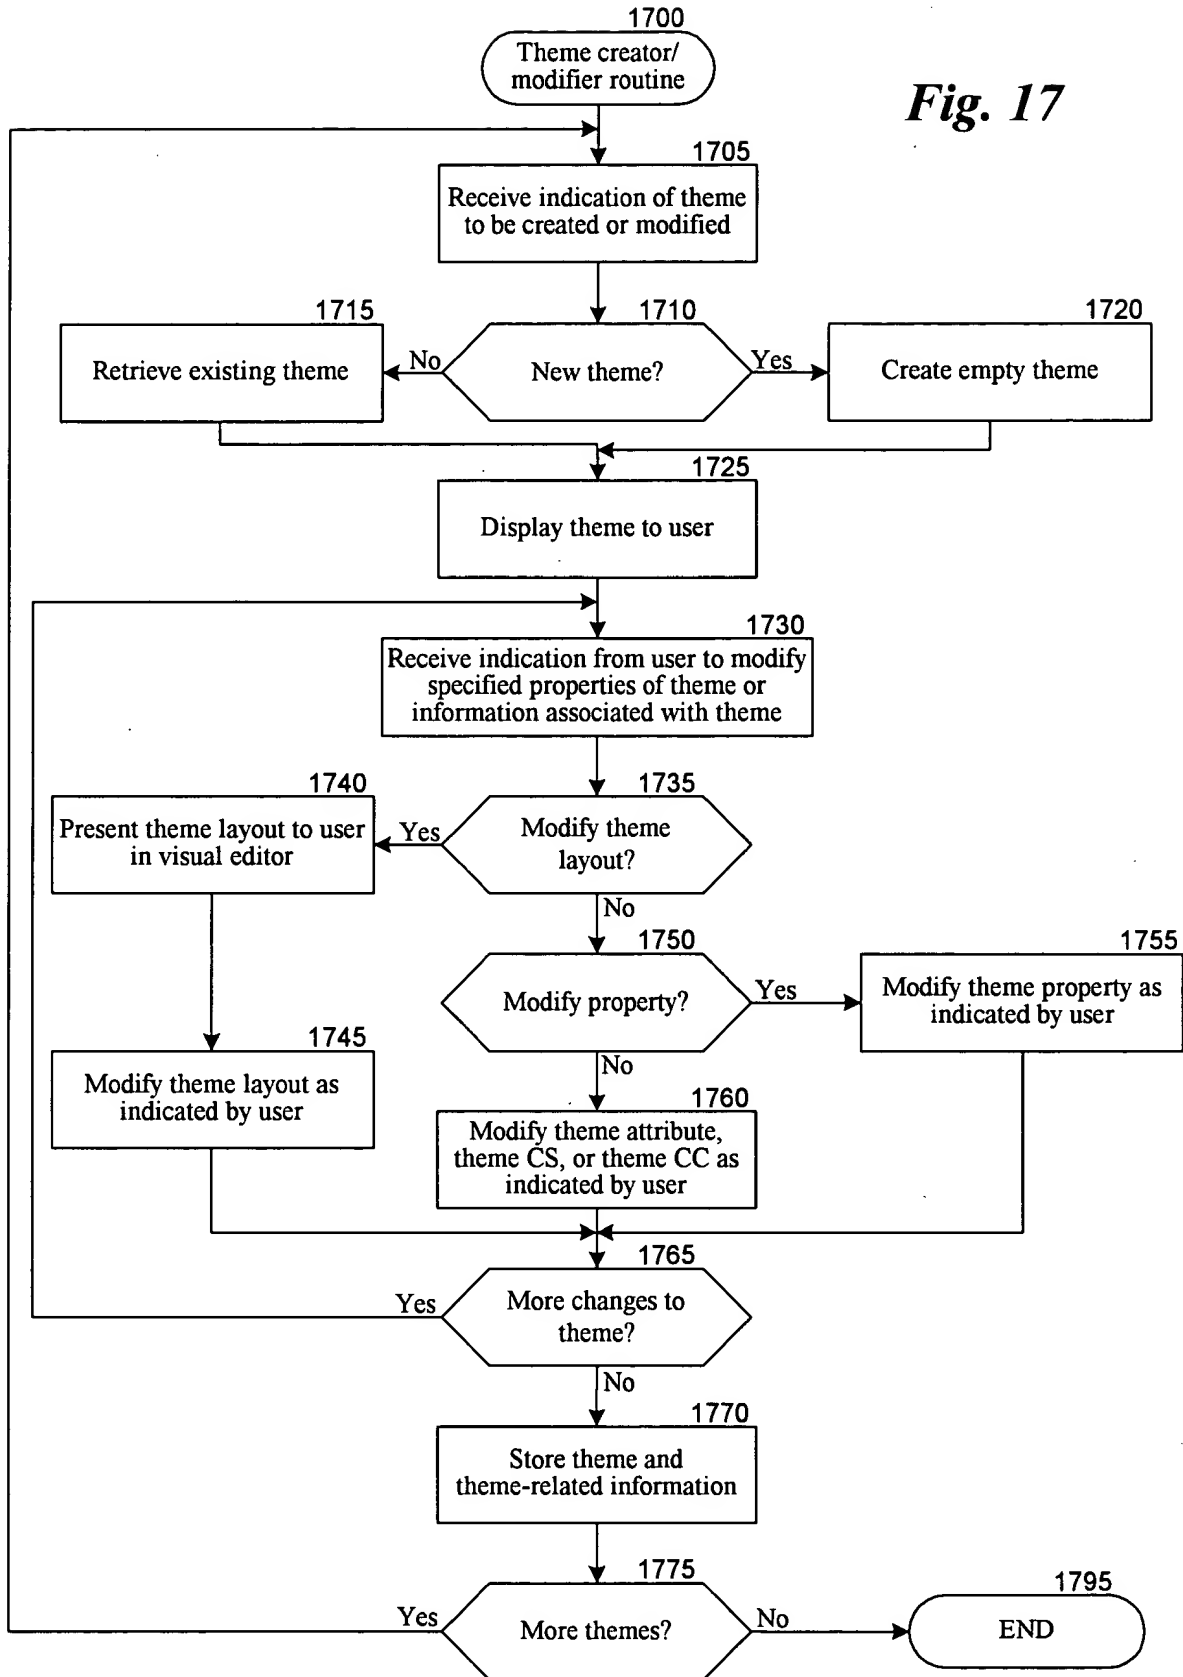 1700
Theme creator/
modifier routine
Fig. 17
1705
Receive indication of theme
to be created or modified
1715
1710
1720
Retrieve existing theme
No
New theme?
Yes
Create empty theme
1725
Display theme to user
1730
Receive indication from user to modify
specified properties of theme or
information associated with theme
1740
1735
Present theme layout to user
in visual editor
Yes
Modify theme
layout?
No
1750
1755
Modify property?
Yes
Modify theme property as
indicated by user
1745
No
Modify theme layout as
indicated by user
1760
Modify theme attribute,
theme CS, or theme CC as
indicated by user
1765
Yes
More changes to
theme?
No
1770
Store theme and
theme-related information
1775
1795
Yes
More themes?
No
END